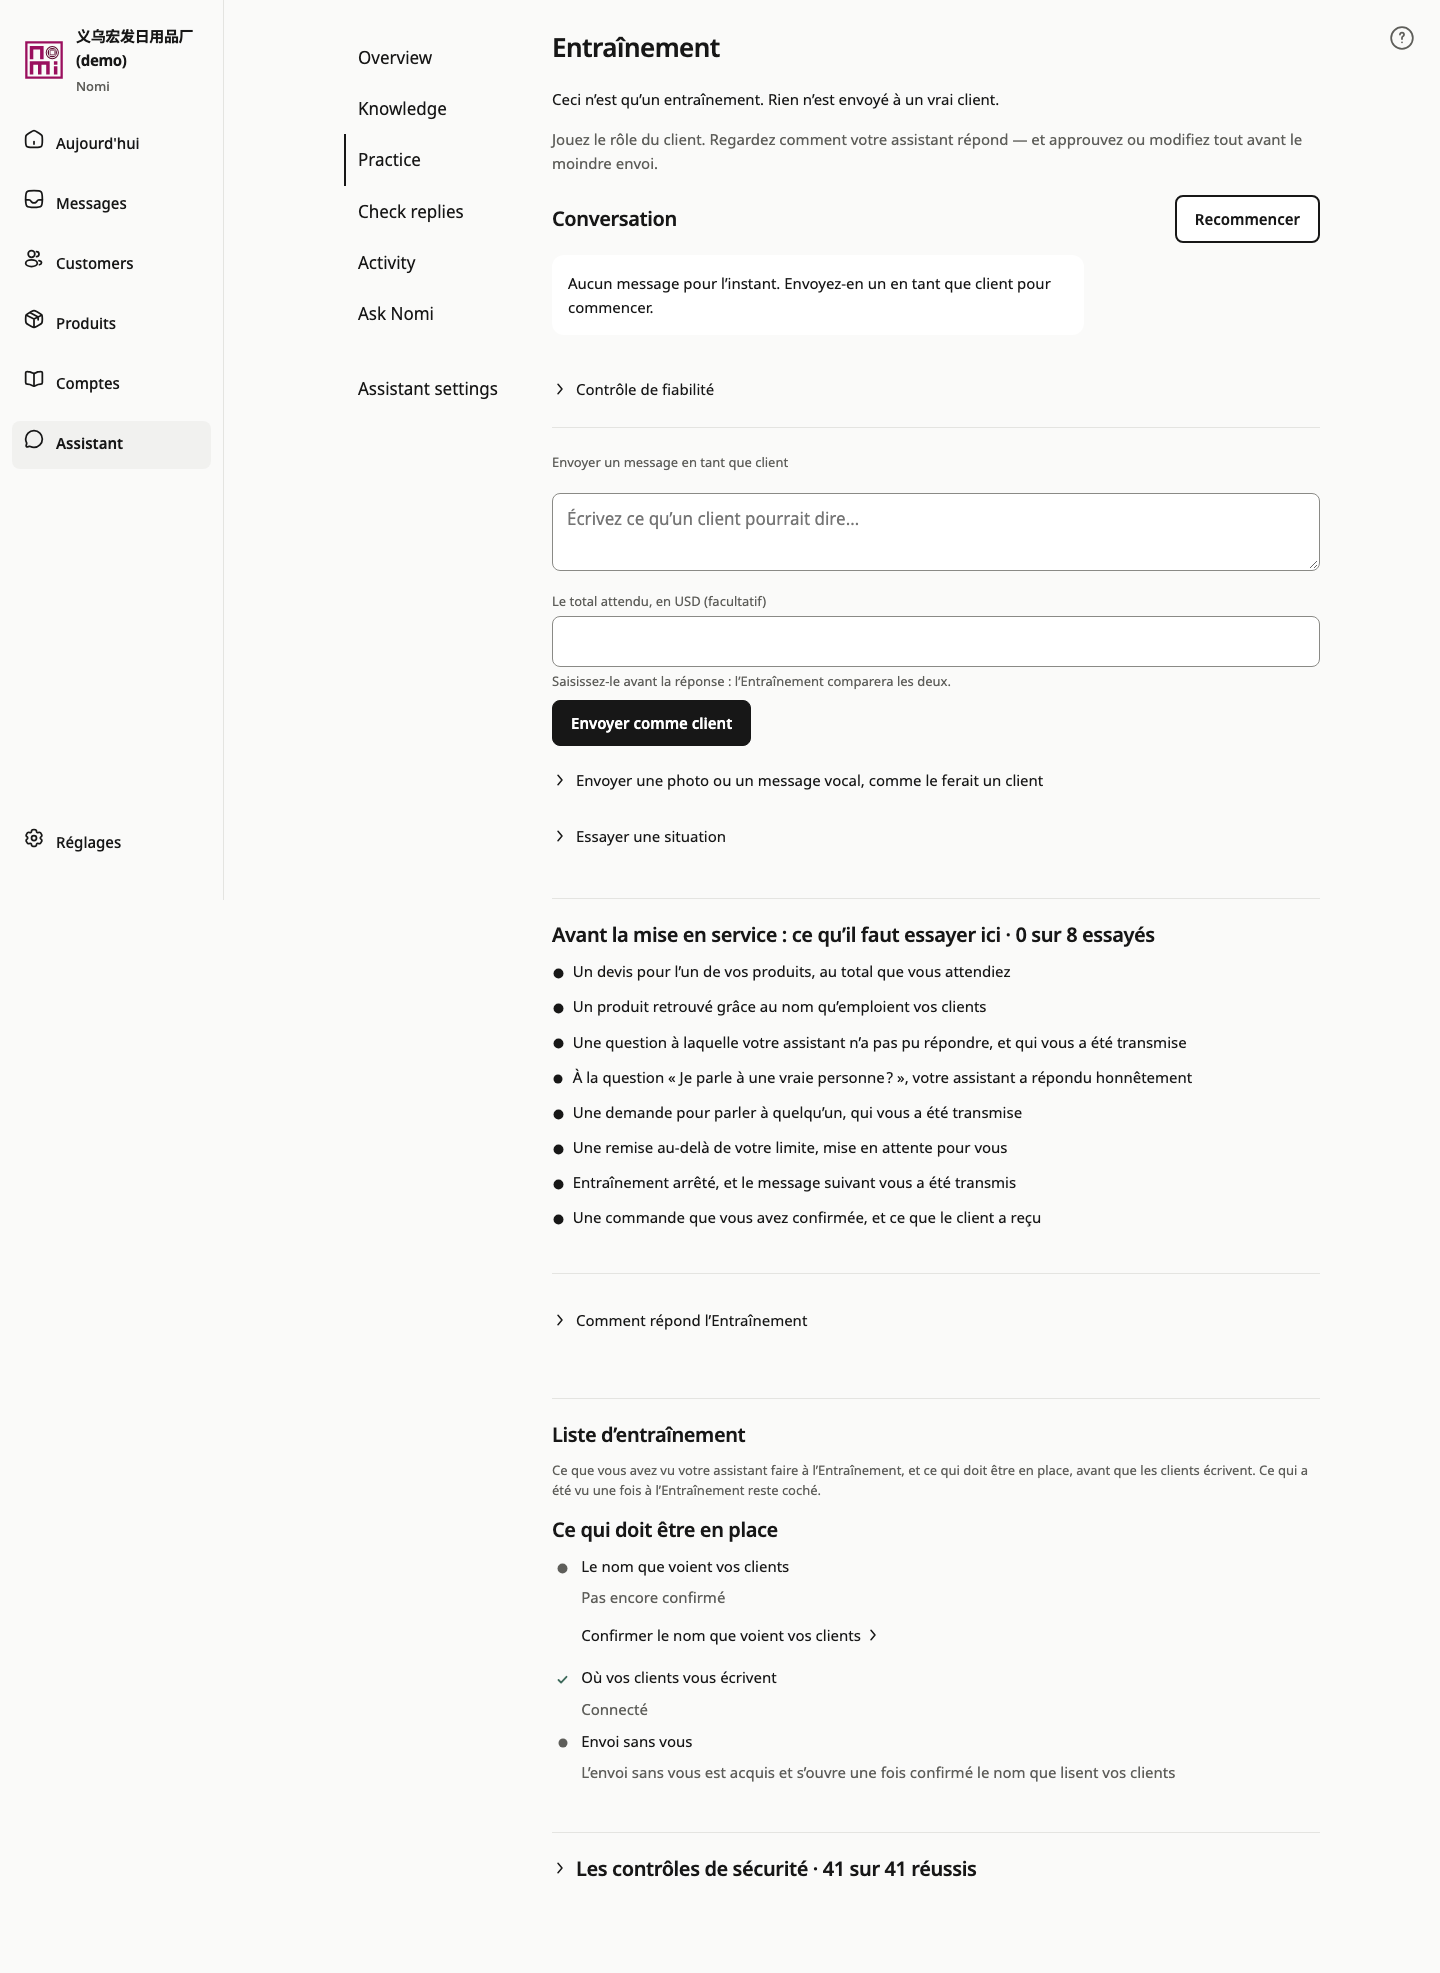 义乌宏发日用品厂
(demo)
Nomi
Aujourd'hui
Messages
Customers
Produits
Comptes
Assistant
Réglages
Overview
Knowledge
Practice
Check replies
Activity
Ask Nomi
Assistant settings
Entraînement
Ceci n’est qu’un entraînement. Rien n’est envoyé à un vrai client.
Jouez le rôle du client. Regardez comment votre assistant répond — et approuvez ou modifiez tout avant le
moindre envoi.
Conversation
Recommencer
Aucun message pour l’instant. Envoyez-en un en tant que client pour
commencer.
Contrôle de fiabilité
Envoyer un message en tant que client
Écrivez ce qu’un client pourrait dire…
Le total attendu, en USD (facultatif)
Saisissez-le avant la réponse : l’Entraînement comparera les deux.
Envoyer comme client
Envoyer une photo ou un message vocal, comme le ferait un client
Essayer une situation
Avant la mise en service : ce qu’il faut essayer ici · 0 sur 8 essayés
Un devis pour l’un de vos produits, au total que vous attendiez
Un produit retrouvé grâce au nom qu’emploient vos clients
Une question à laquelle votre assistant n’a pas pu répondre, et qui vous a été transmise
À la question « Je parle à une vraie personne ? », votre assistant a répondu honnêtement
Une demande pour parler à quelqu’un, qui vous a été transmise
Une remise au-delà de votre limite, mise en attente pour vous
Entraînement arrêté, et le message suivant vous a été transmis
Une commande que vous avez confirmée, et ce que le client a reçu
Comment répond l’Entraînement
Liste d’entraînement
Ce que vous avez vu votre assistant faire à l’Entraînement, et ce qui doit être en place, avant que les clients écrivent. Ce qui a
été vu une fois à l’Entraînement reste coché.
Ce qui doit être en place
Le nom que voient vos clients
Pas encore confirmé
Confirmer le nom que voient vos clients
Où vos clients vous écrivent
Connecté
Envoi sans vous
L’envoi sans vous est acquis et s’ouvre une fois confirmé le nom que lisent vos clients
Les contrôles de sécurité · 41 sur 41 réussis